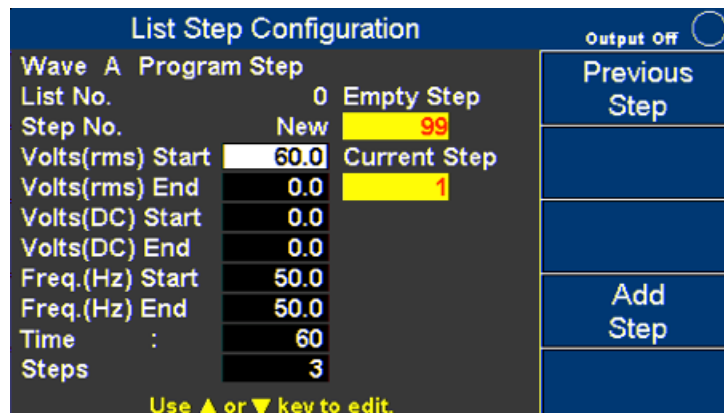 List Step Configuration
Output Off
Wave A Program Step
List No. 0 Empty Step
Step No. New 99
Volts(rms) Start 60.0 Current Step
Volts(rms) End 0.0 1
Volts(DC) Start 0.0
Volts(DC) End 0.0
Freq.(Hz) Start 50.0
Freq.(Hz) End 50.0
Time : 60
Steps 3
Use ▲ or ▼ key to edit.
Previous
Step
Add
Step